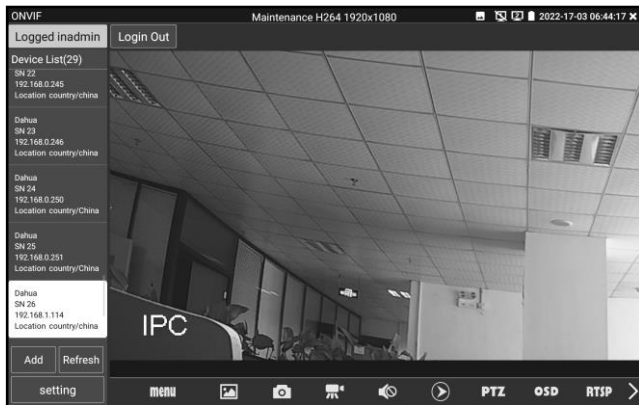 ONVIF
Maintenance H264 1920x1080
2022-17-03 06:44:17
Logged inadmin
Login Out
Device List(29)
SN 22
192.168.0.245
Location country/china
Dahua
SN 23
192.168.0.246
Location country/china
Dahua
SN 24
192.168.0.250
Location country/China
Dahua
SN 25
192.168.0.251
Location country/China
Dahua
SN 26
192.168.1.114
Location country/china
IPC
Add
Refresh
setting
menu
PTZ
OSD
RTSP